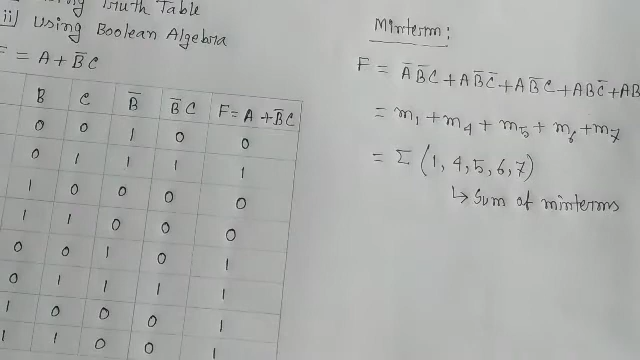 Truth Table
ii) Using Boolean Algebra
F = A + B̅C
B C B̅ B̅C F = A + B̅C
0 0 1 0 0
0 1 1 1 1
1 0 0 0 0
1 1 0 0 0
0 0 1 0 1
0 1 1 1 1
1 0 0 0 1
1 1 0 0 1
Minterm:
F = A̅B̅C + AB̅C̅ + AB̅C + ABC̅ + AB
= m₁ + m₄ + m₅ + m₆ + m₇
= Σ (1, 4, 5, 6, 7)
↳ Sum of minterms